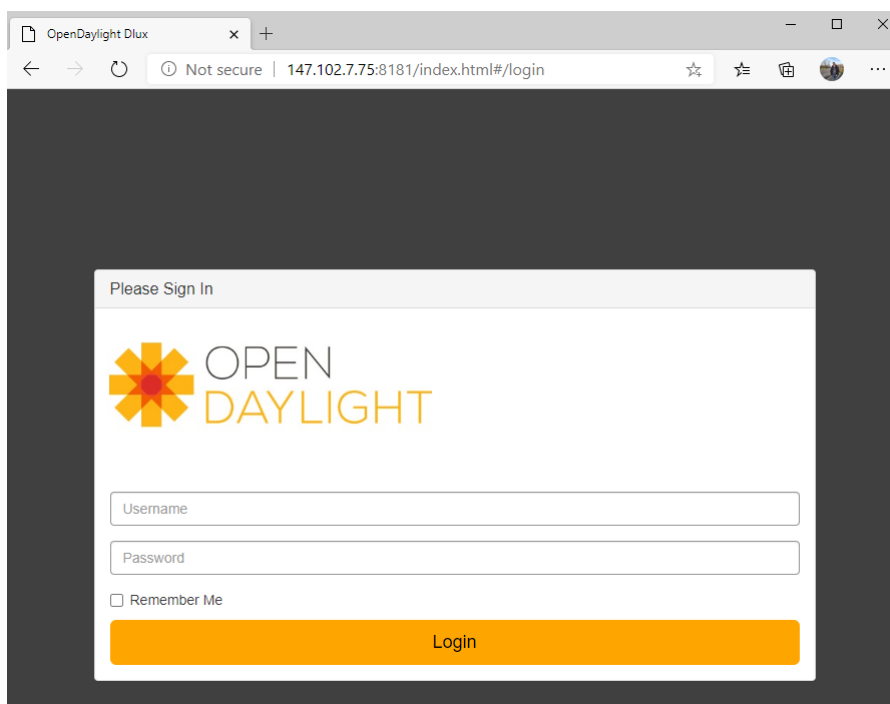 OpenDaylight Dlux
Not secure | 147.102.7.75:8181/index.html#/login
Please Sign In
OPEN
DAYLIGHT
Username
Password
Remember Me
Login